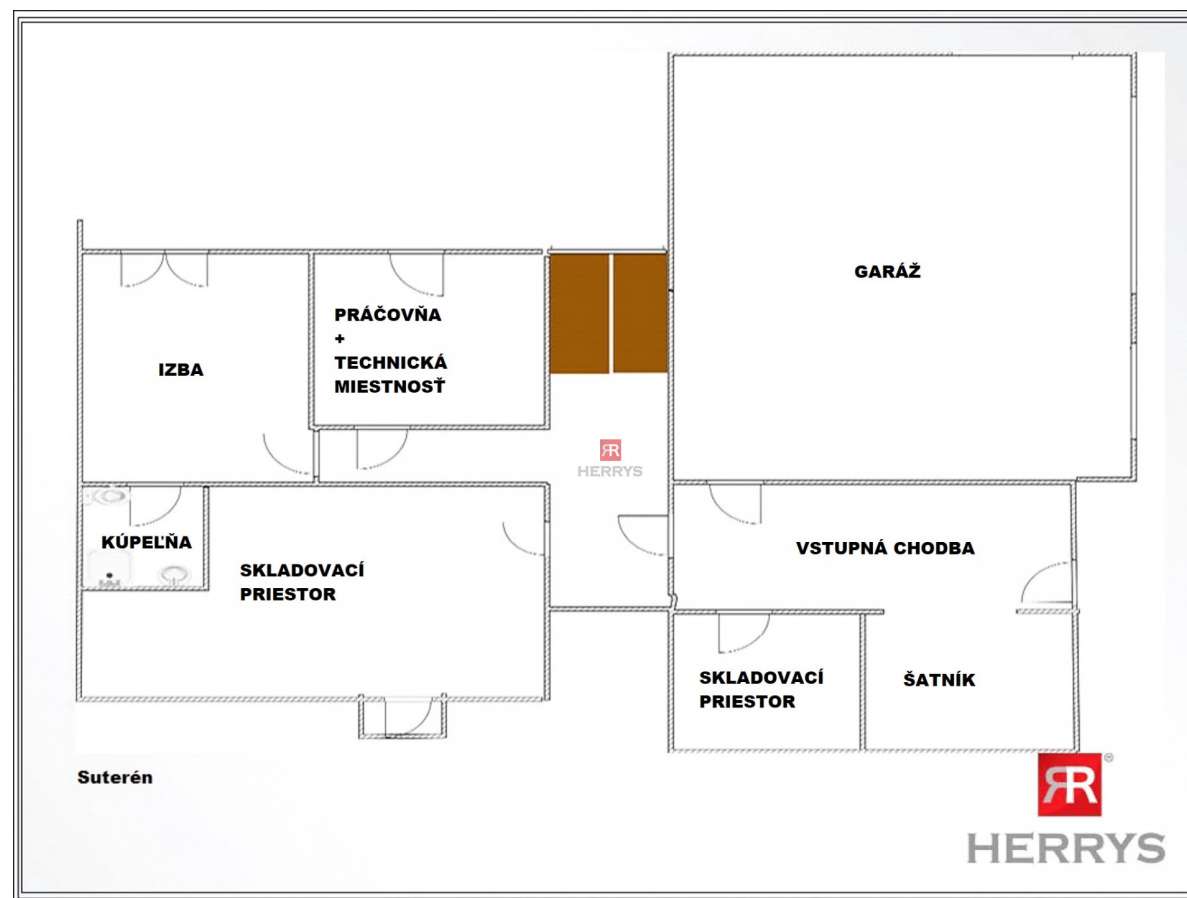 GARÁŽ
PRÁČOVŇA
+
TECHNICKÁ
MIESTNOSŤ
IZBA
HERRYS
KÚPEĽŇA
SKLADOVACÍ
PRIESTOR
VSTUPNÁ CHODBA
SKLADOVACÍ
PRIESTOR
ŠATNÍK
Suterén
®
HERRYS